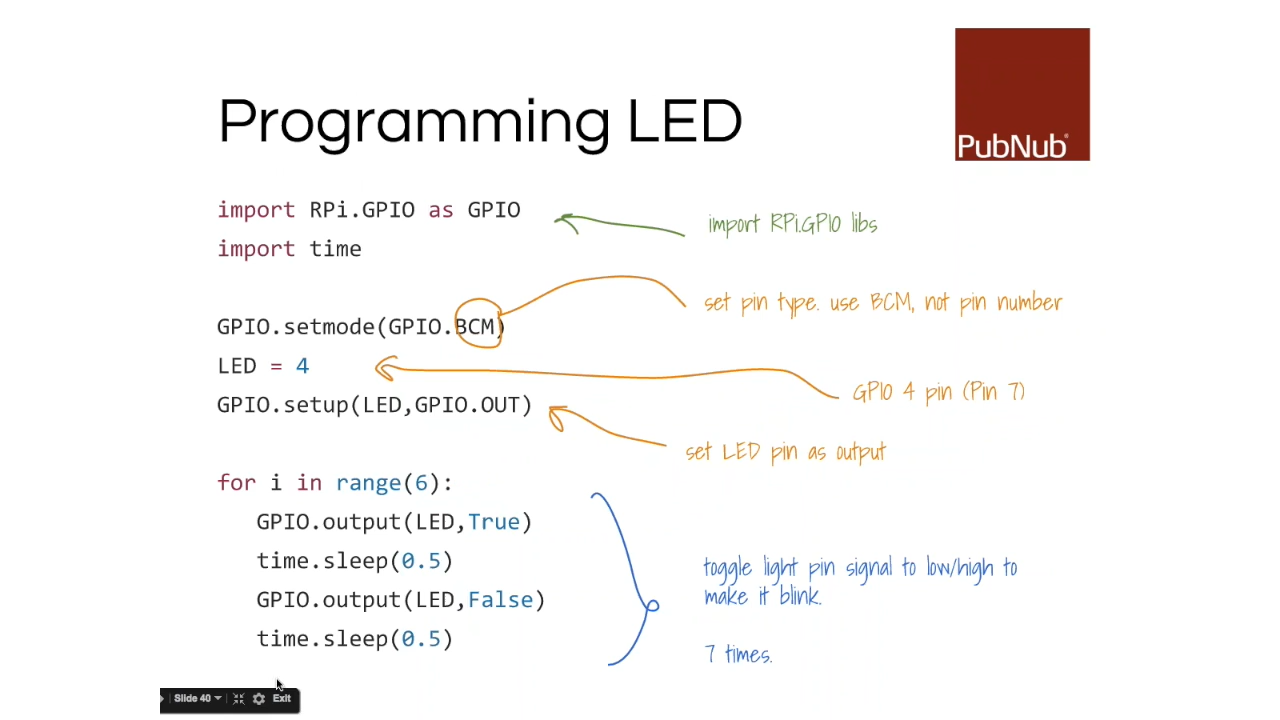 PubNub®
Programming LED
import RPi.GPIO as GPIO
import RPi.GPIO libs
import time
set pin type. use BCM, not pin number
GPIO.setmode(GPIO.BCM)
LED = 4
GPIO 4 pin (Pin 7)
GPIO.setup(LED,GPIO.OUT)
set LED pin as output
for i in range(6):
GPIO.output(LED,True)
time.sleep(0.5)
GPIO.output(LED,False)
time.sleep(0.5)
toggle light pin signal to low/high to
make it blink.
7 times.
Slide 40
Exit